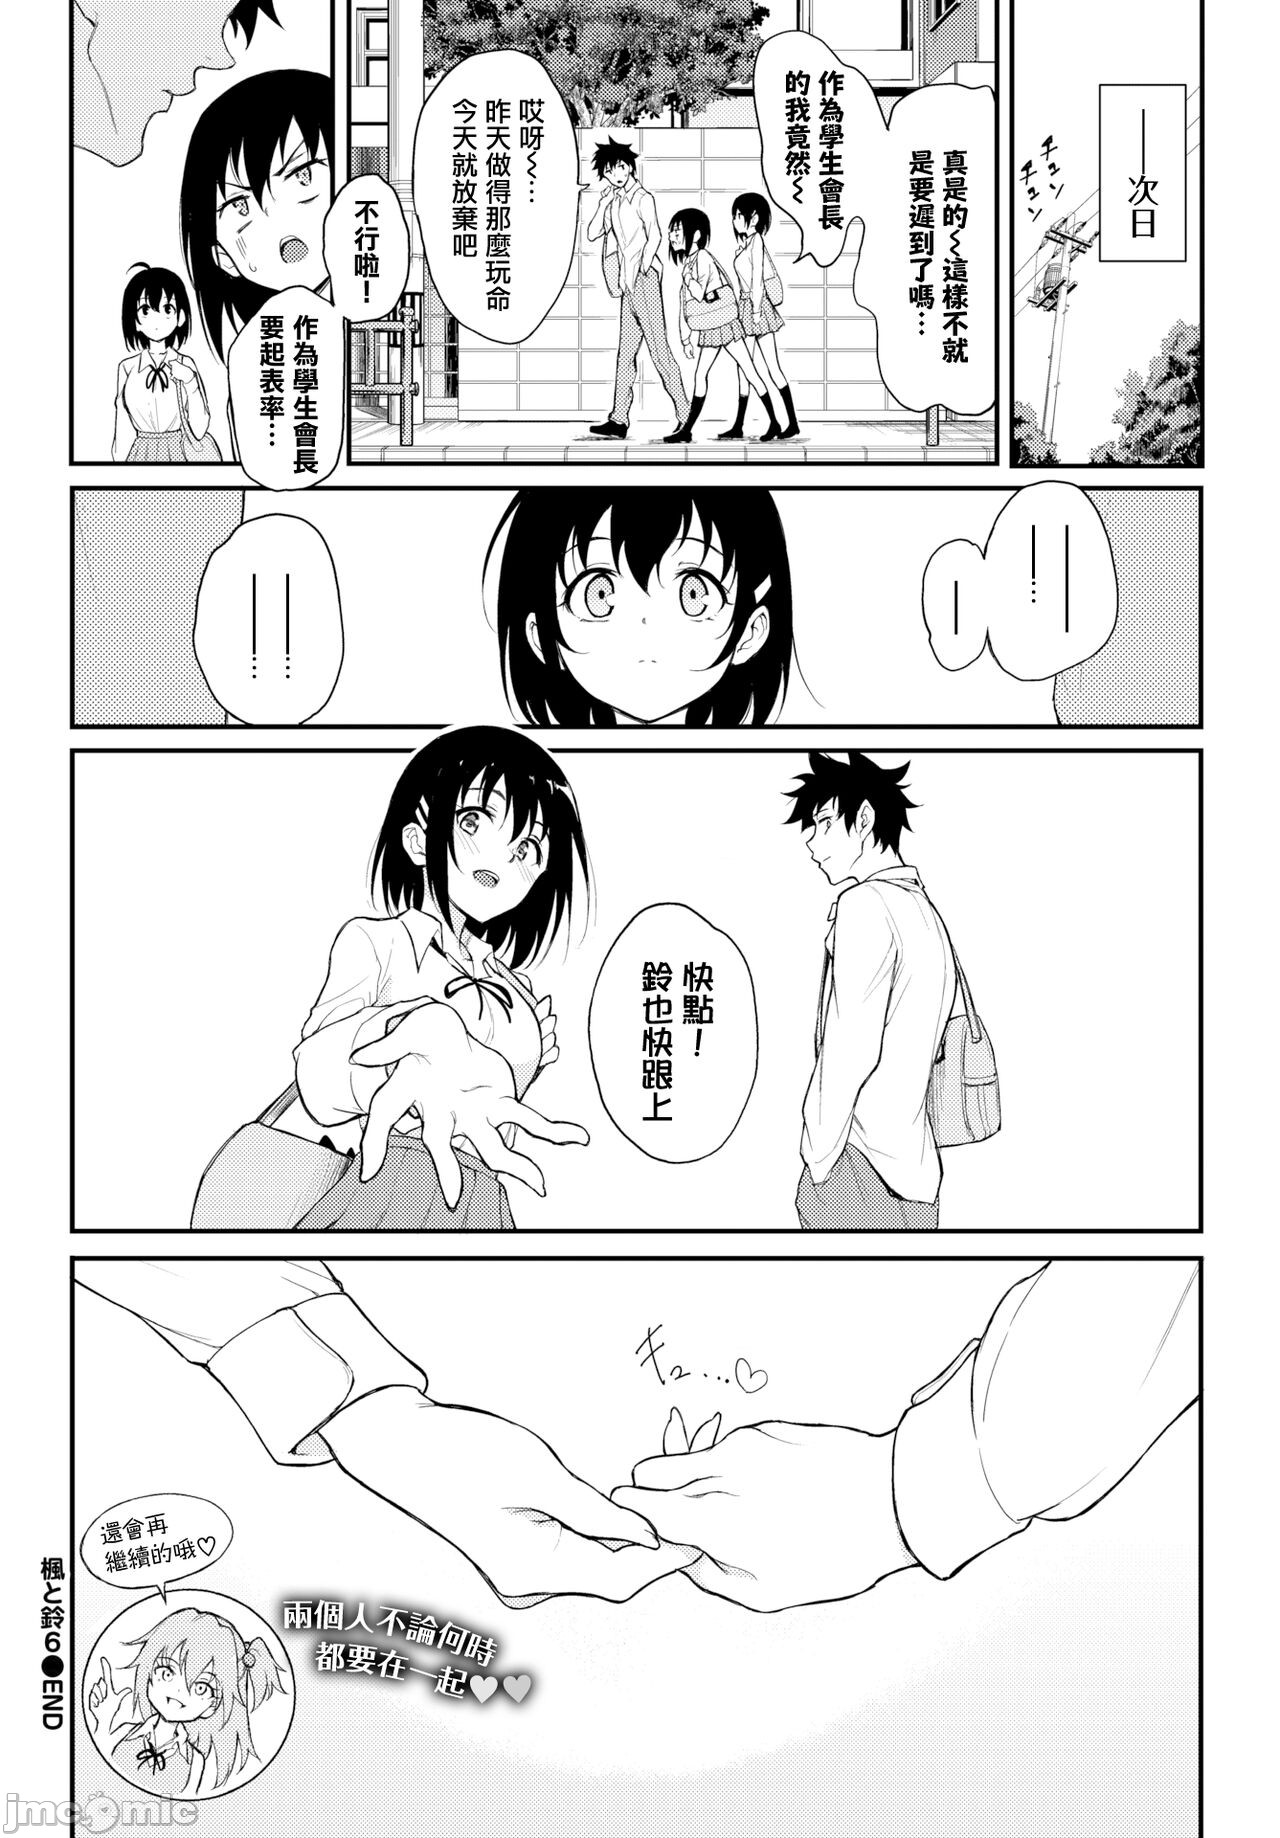 ——次日
チュン
チュン
真是的~這樣不就
是要遲到了嗎…
作為學生會長
的我竟然~
哎呀~…
昨天做得那麼玩命
今天就放棄吧
不行啦！
作為學生會長
要起表率…
——…
—
——…
——…
快點！
鈴也快跟上
キュ…♡
還會再
繼續的哦♡
兩個人不論何時
都要在一起♥♥
楓と鈴6●END
jmcomic